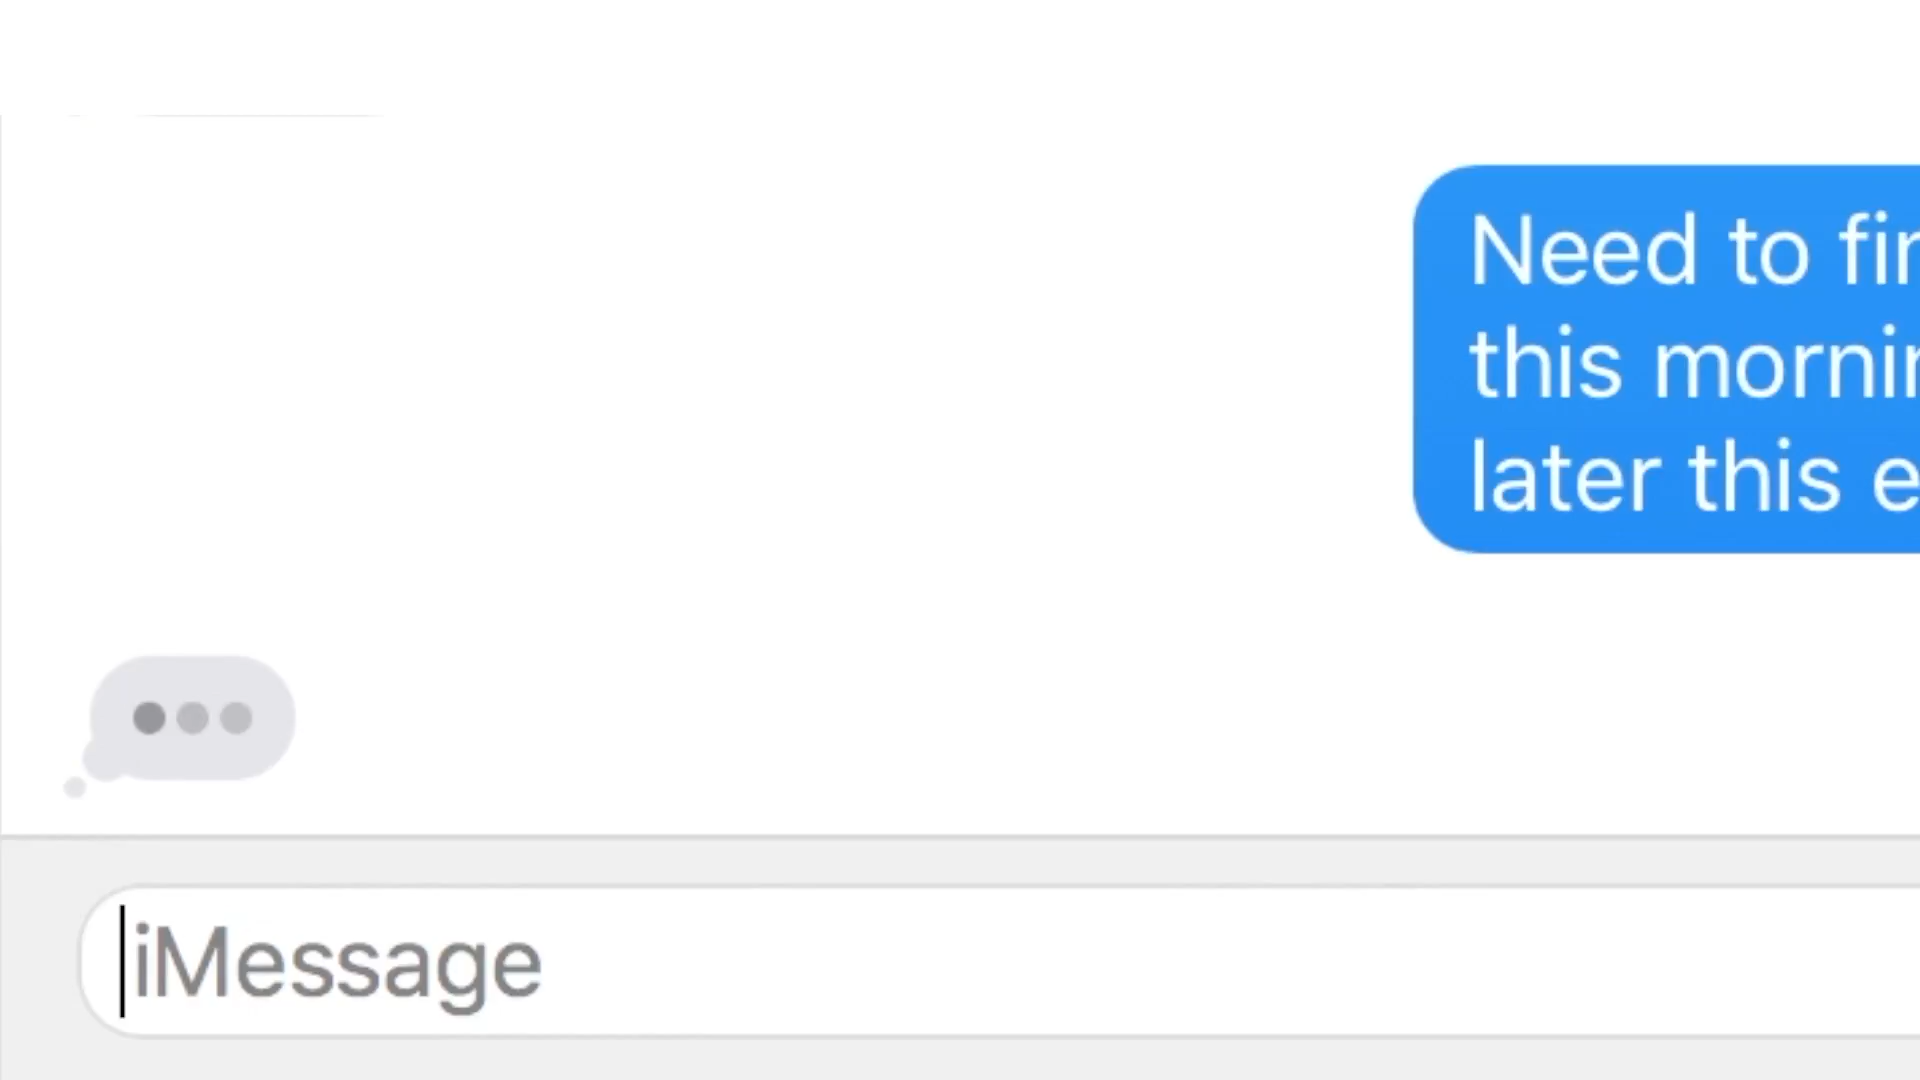 Need to
this
later this
iMessage